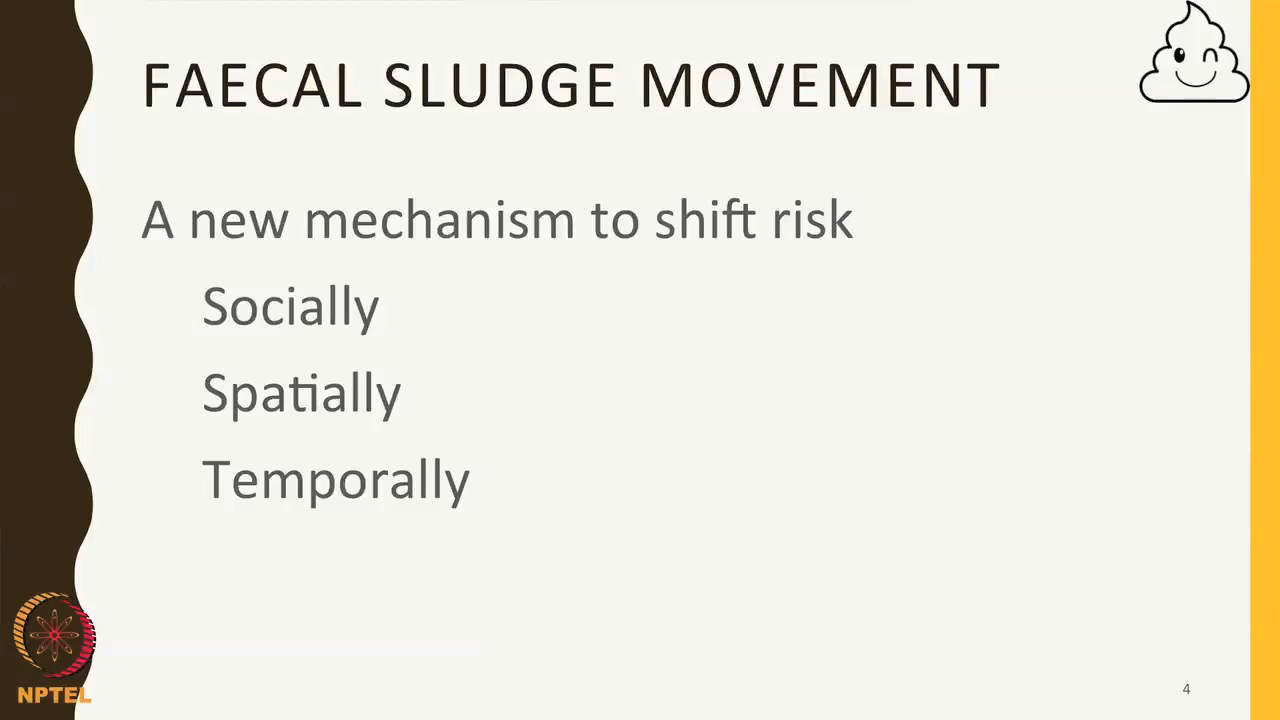 FAECAL SLUDGE MOVEMENT
A new mechanism to shift risk
Socially
Spatially
Temporally
NPTEL
4